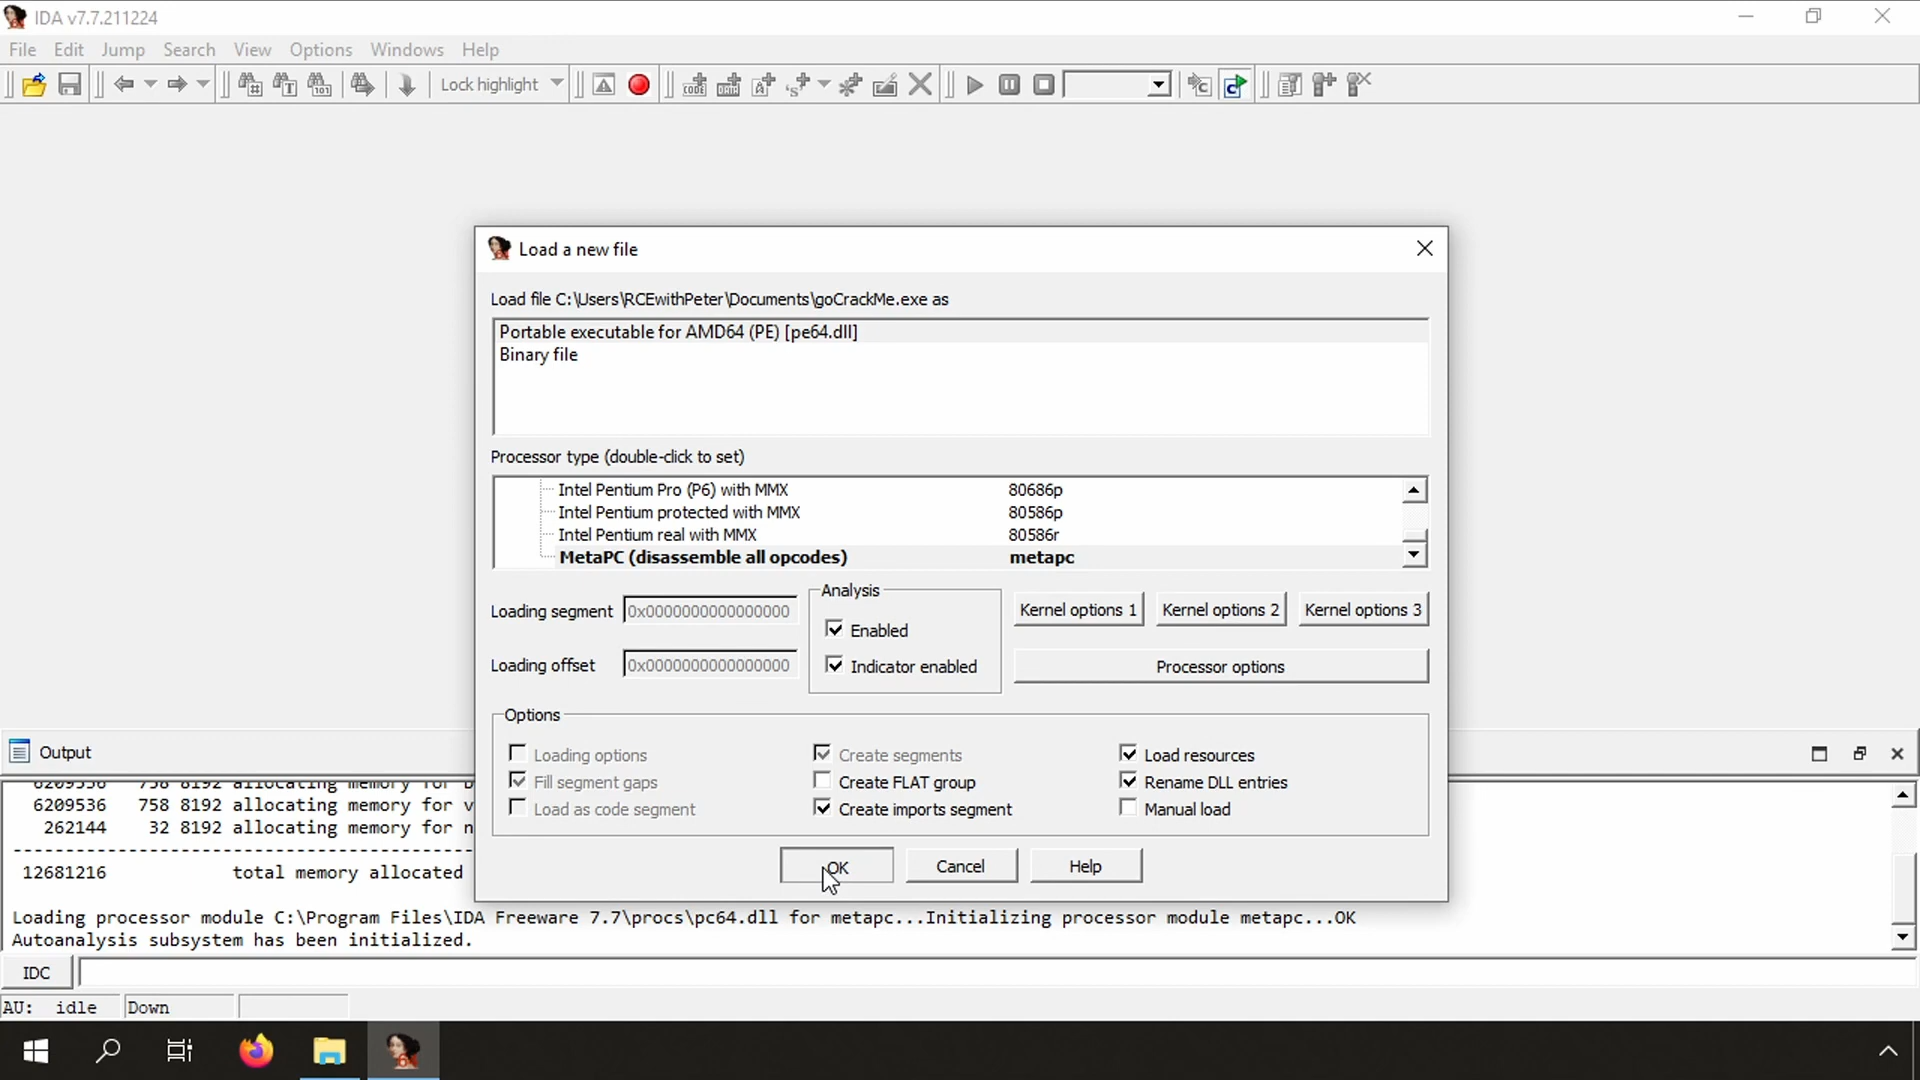 IDA v7.7.211224
File Edit Jump Search View Options Windows Help
Lock highlight
Load a new file
Load file C:\Users\RCEwithPeter\Documents\goCrackMe.exe as
Portable executable for AMD64 (PE) [pe64.dll]
Binary file
Processor type (double-click to set)
Intel Pentium Pro (P6) with MMX 80686p
Intel Pentium protected with MMX 80586p
Intel Pentium real with MMX 80586r
MetaPC (disassemble all opcodes) metapc
Analysis
Loading segment 0x0000000000000000 Kernel options 1 Kernel options 2 Kernel options 3
Enabled
Loading offset 0x0000000000000000 Indicator enabled Processor options
Options
Loading options Create segments Load resources
Fill segment gaps Create FLAT group Rename DLL entries
Load as code segment Create imports segment Manual load
OK Cancel Help
Output
6209536 758 8192 allocating memory for b
6209536 758 8192 allocating memory for v
262144 32 8192 allocating memory for n
-----------------------------------------
12681216 total memory allocated
Loading processor module C:\Program Files\IDA Freeware 7.7\procs\pc64.dll for metapc...Initializing processor module metapc...OK
Autoanalysis subsystem has been initialized.
IDC
AU: idle Down